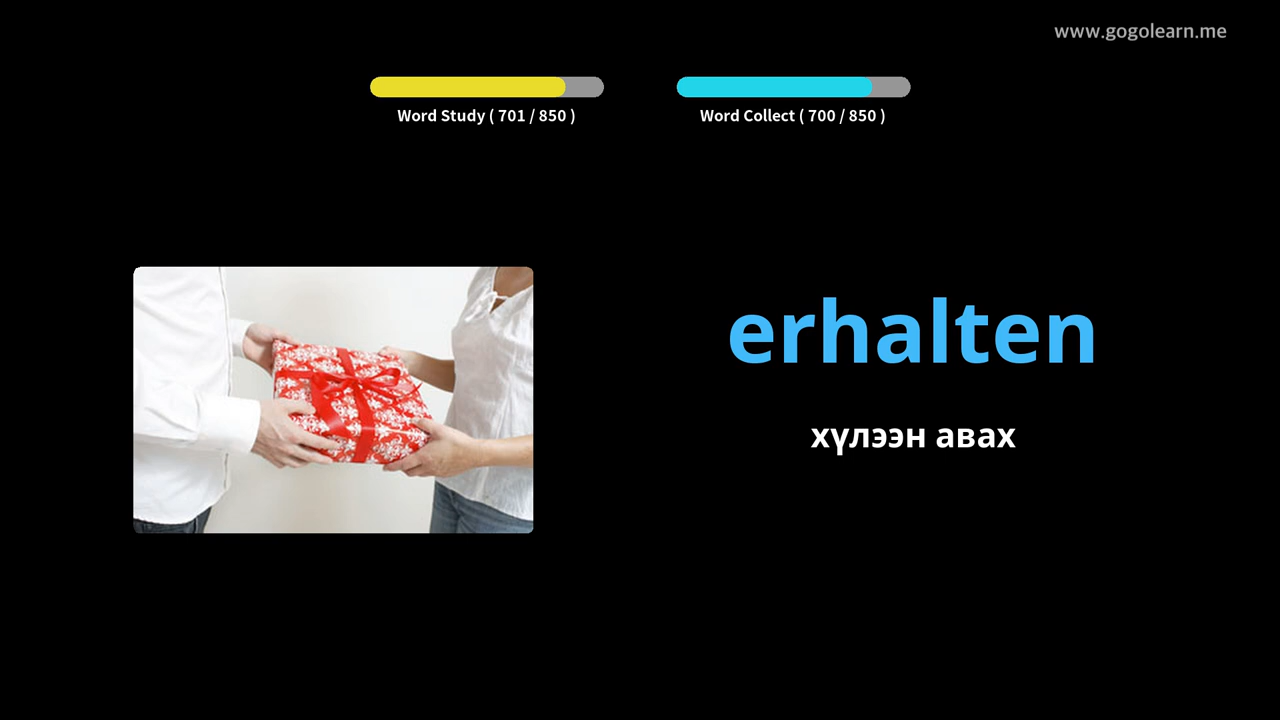 www.gogolearn.me
Word Study ( 701 / 850 )
Word Collect ( 700 / 850 )
erhalten
хүлээн авах